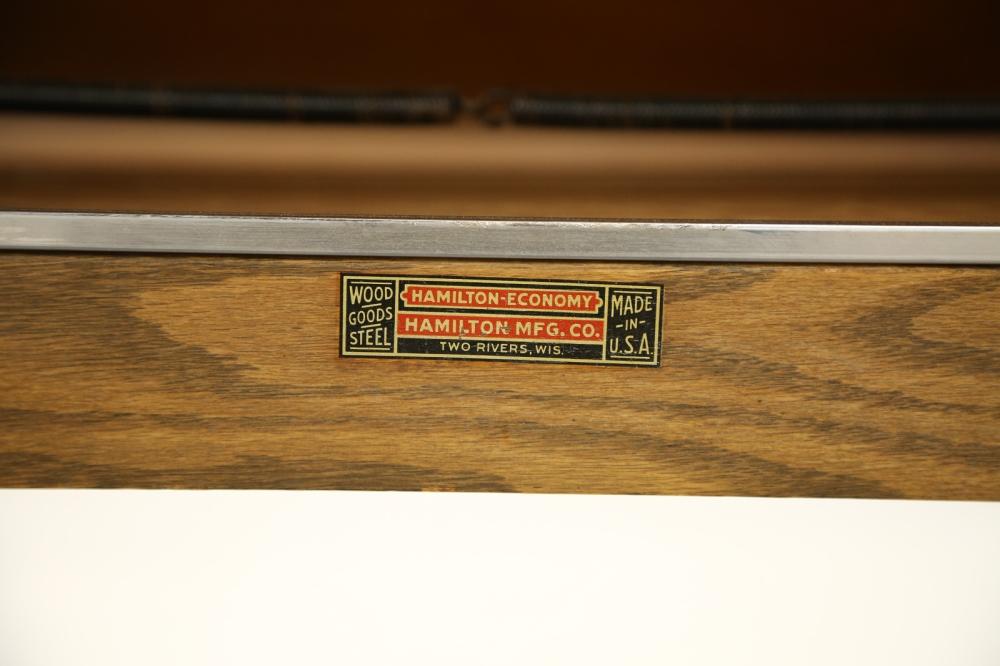 WOOD
GOODS
STEEL
HAMILTON-ECONOMY
HAMILTON MFG. CO.
TWO RIVERS, WIS.
MADE
-IN-
U.S.A.